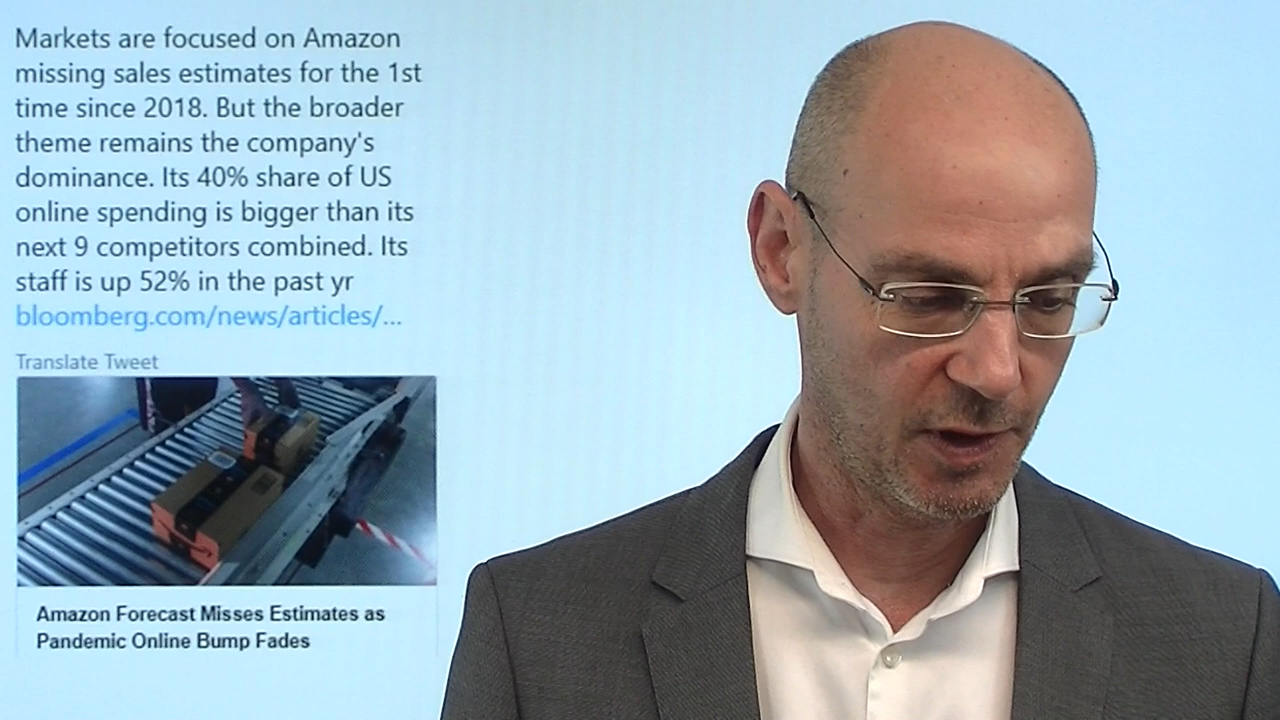 Markets are focused on Amazon
missing sales estimates for the 1st
time since 2018. But the broader
theme remains the company's
dominance. Its 40% share of US
online spending is bigger than its
next 9 competitors combined. Its
staff is up 52% in the past yr
bloomberg.com/news/articles/...
Translate Tweet
Amazon Forecast Misses Estimates as
Pandemic Online Bump Fades